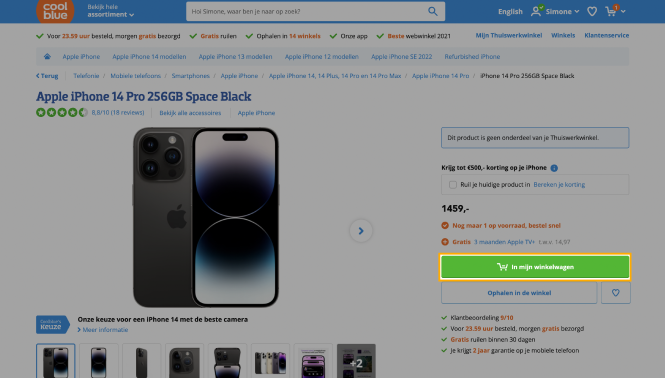 cool
blue
Bekijk hele
assortiment
Hoi Simone, waar ben je naar op zoek?
English
Simone
1
Voor 23.59 uur besteld, morgen gratis bezorgd
Gratis ruilen
Ophalen in 14 winkels
Onze app
Beste webwinkel 2021
Mijn Thuiswerkwinkel
Winkels
Klantenservice
Apple iPhone
Apple iPhone 14 modellen
Apple iPhone 13 modellen
Apple iPhone 12 modellen
Apple iPhone SE 2022
Refurbished iPhone
Terug
Telefonie / Mobiele telefoons / Smartphones / Apple iPhone / Apple iPhone 14, 14 Plus, 14 Pro en 14 Pro Max / Apple iPhone 14 Pro / iPhone 14 Pro 256GB Space Black
Apple iPhone 14 Pro 256GB Space Black
8,8/10 (18 reviews)
Bekijk alle accessoires
Apple iPhone
Dit product is geen onderdeel van je Thuiswerkwinkel.
Krijg tot €500,- korting op je iPhone
Ruil je huidige product in Bereken je korting
1459,-
Nog maar 1 op voorraad, bestel snel
Gratis 3 maanden Apple TV+ t.w.v. 14,97
In mijn winkelwagen
Ophalen in de winkel
Klantbeoordeling 9/10
Voor 23.59 uur besteld, morgen gratis bezorgd
Gratis ruilen binnen 30 dagen
Je krijgt 2 jaar garantie op je mobiele telefoon
Coolblue's
KEUZE
Onze keuze voor een iPhone 14 met de beste camera
Meer informatie
+2